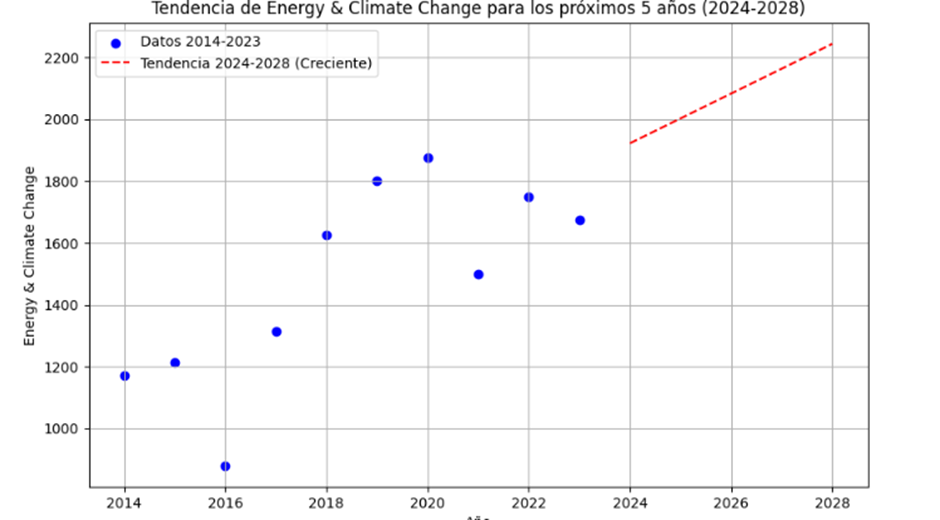 Tendencia de Energy & Climate Change para los próximos 5 años (2024-2028)
Datos 2014-2023
Tendencia 2024-2028 (Creciente)
Energy & Climate Change
2200
2000
1800
1600
1400
1200
1000
2014 2016 2018 2020 2022 2024 2026 2028
Año